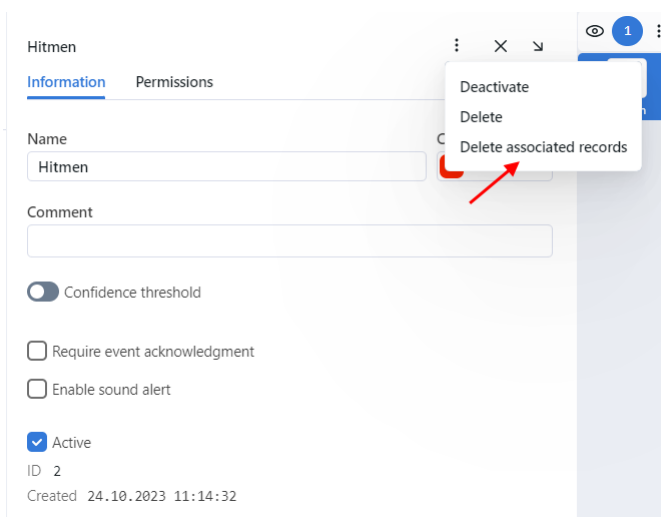 Hitmen
1
Information Permissions
Deactivate
Delete
Delete associated records
Name
Hitmen
Comment
Confidence threshold
Require event acknowledgment
Enable sound alert
Active
ID 2
Created 24.10.2023 11:14:32